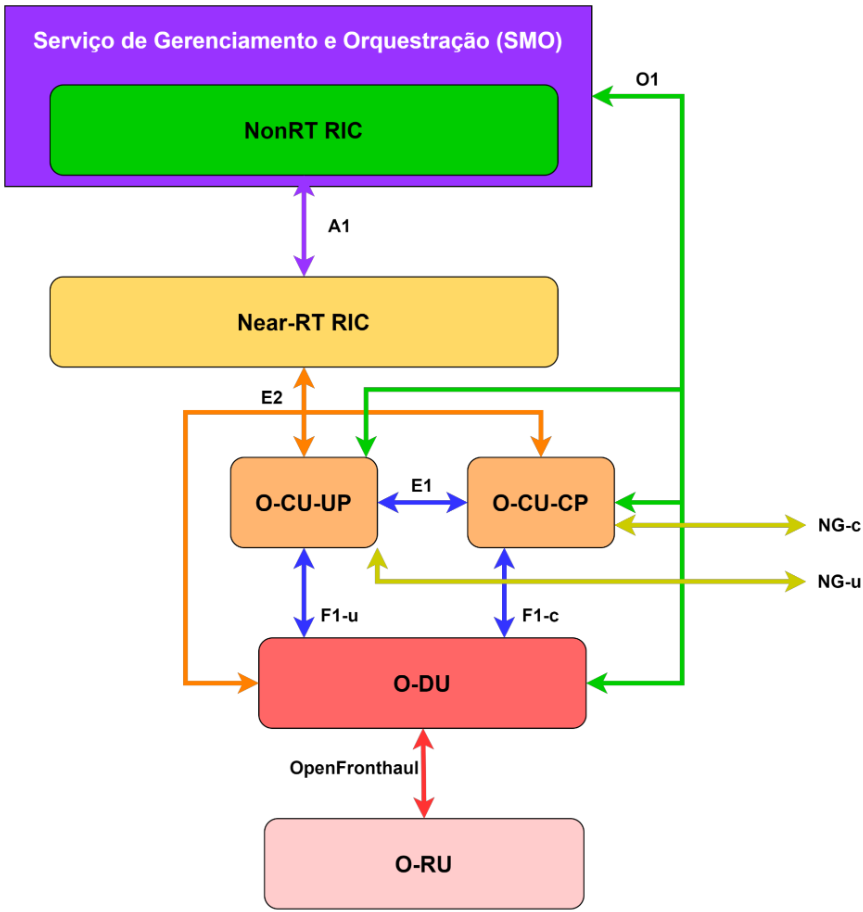 Serviço de Gerenciamento e Orquestração (SMO)
O1
NonRT RIC
A1
Near-RT RIC
E2
E1
O-CU-UP
O-CU-CP
NG-c
NG-u
F1-u
F1-c
O-DU
OpenFronthaul
O-RU